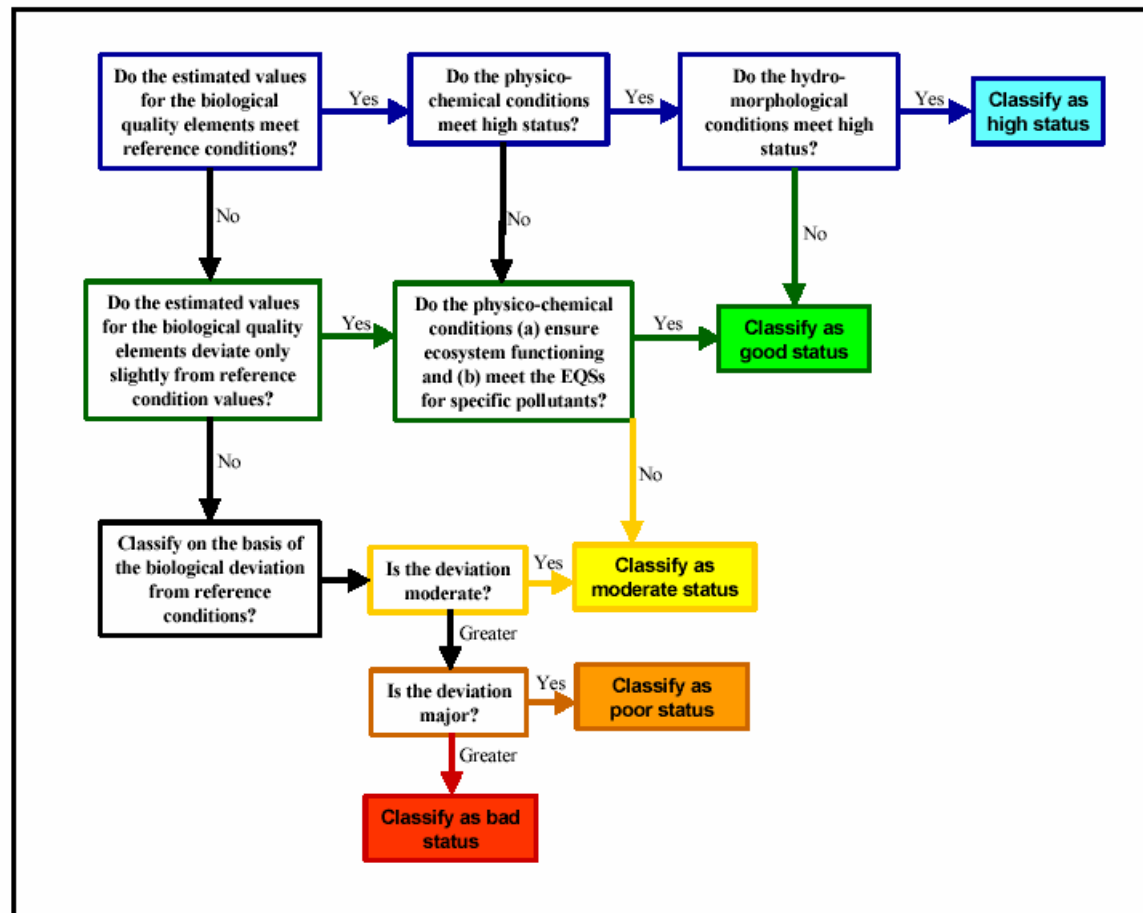 Do the estimated values
for the biological
quality elements meet
reference conditions?
Yes
Do the physico-
chemical conditions
meet high status?
Yes
Do the hydro-
morphological
conditions meet high
status?
Yes
Classify as
high status
No
No
No
Do the estimated values
for the biological quality
elements deviate only
slightly from reference
condition values?
Yes
Do the physico-chemical
conditions (a) ensure
ecosystem functioning
and (b) meet the EQSs
for specific pollutants?
Yes
Classify as
good status
No
No
Classify on the basis of
the biological deviation
from reference
conditions?
Is the deviation
moderate?
Yes
Classify as
moderate status
Greater
Is the deviation
major?
Yes
Classify as
poor status
Greater
Classify as bad
status